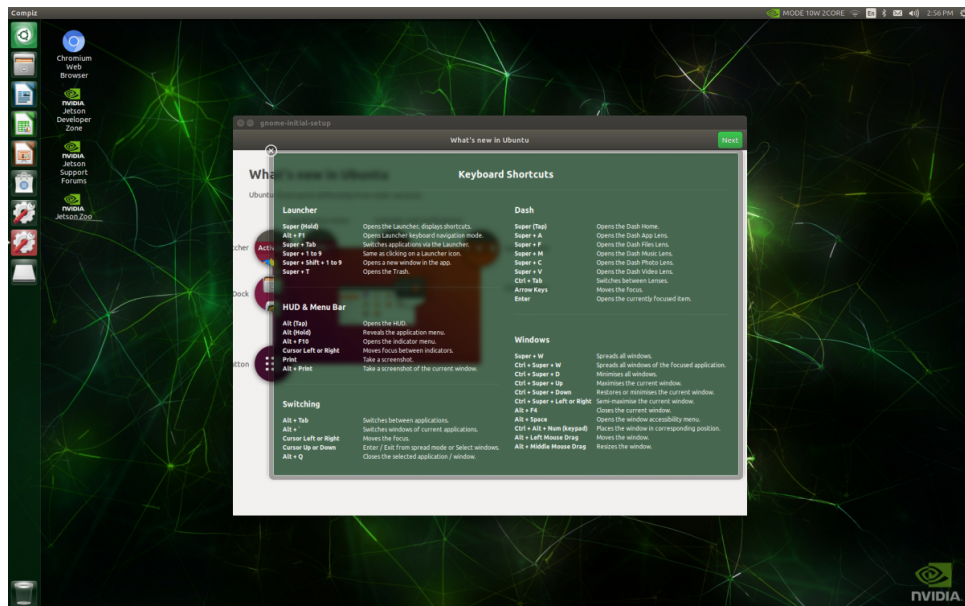 Compiz
MODE 10W 2CORE
En
2:56 PM
Chromium
Web
Browser
NVIDIA.
Jetson
Developer
Zone
NVIDIA.
Jetson
Support
Forums
NVIDIA.
Jetson Zoo
gnome-initial-setup
What's new in Ubuntu
Next
What's new in Ubuntu
Ubuntu
cher
Activ
Dock
utton
Keyboard Shortcuts
Launcher
Super (Hold) Opens the Launcher, displays shortcuts.
Alt + F1 Opens Launcher keyboard navigation mode.
Super + Tab Switches applications via the Launcher.
Super + 1 to 9 Same as clicking on a Launcher icon.
Super + Shift + 1 to 9 Opens a new window in the app.
Super + T Opens the Trash.
HUD & Menu Bar
Alt (Tap) Opens the HUD.
Alt (Hold) Reveals the application menu.
Alt + F10 Opens the indicator menu.
Cursor Left or Right Moves focus between indicators.
Print Take a screenshot.
Alt + Print Take a screenshot of the current window.
Switching
Alt + Tab Switches between applications.
Alt + ` Switches windows of current applications.
Cursor Left or Right Moves the focus.
Cursor Up or Down Enter / Exit from spread mode or Select windows.
Alt + Q Closes the selected application / window.
Dash
Super (Tap) Opens the Dash Home.
Super + A Opens the Dash App Lens.
Super + F Opens the Dash Files Lens.
Super + M Opens the Dash Music Lens.
Super + C Opens the Dash Photo Lens.
Super + V Opens the Dash Video Lens.
Ctrl + Tab Switches between Lenses.
Arrow Keys Moves the focus.
Enter Opens the currently focused item.
Windows
Super + W Spreads all windows.
Ctrl + Super + W Spreads all windows of the focused application.
Ctrl + Super + D Minimises all windows.
Ctrl + Super + Up Maximises the current window.
Ctrl + Super + Down Restores or minimises the current window.
Ctrl + Super + Left or Right Semi-maximise the current window.
Alt + F4 Closes the current window.
Alt + Space Opens the window accessibility menu.
Ctrl + Alt + Num (keypad) Places the window in corresponding position.
Alt + Left Mouse Drag Moves the window.
Alt + Middle Mouse Drag Resizes the window.
NVIDIA.